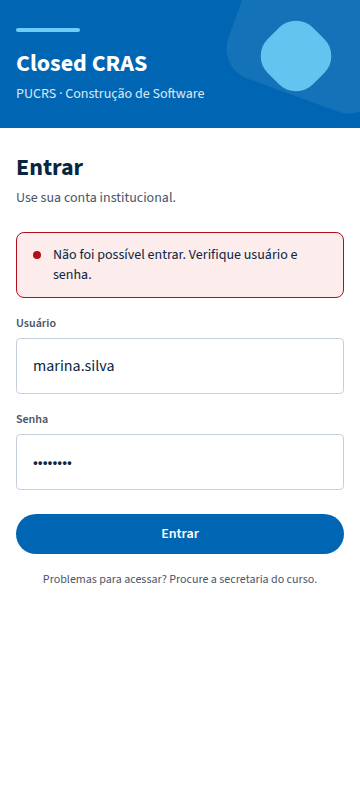 Closed CRAS
PUCRS · Construção de Software
Entrar
Use sua conta institucional.
Não foi possível entrar. Verifique usuário e
senha.
Usuário
marina.silva
Senha
••••••••
Entrar
Problemas para acessar? Procure a secretaria do curso.